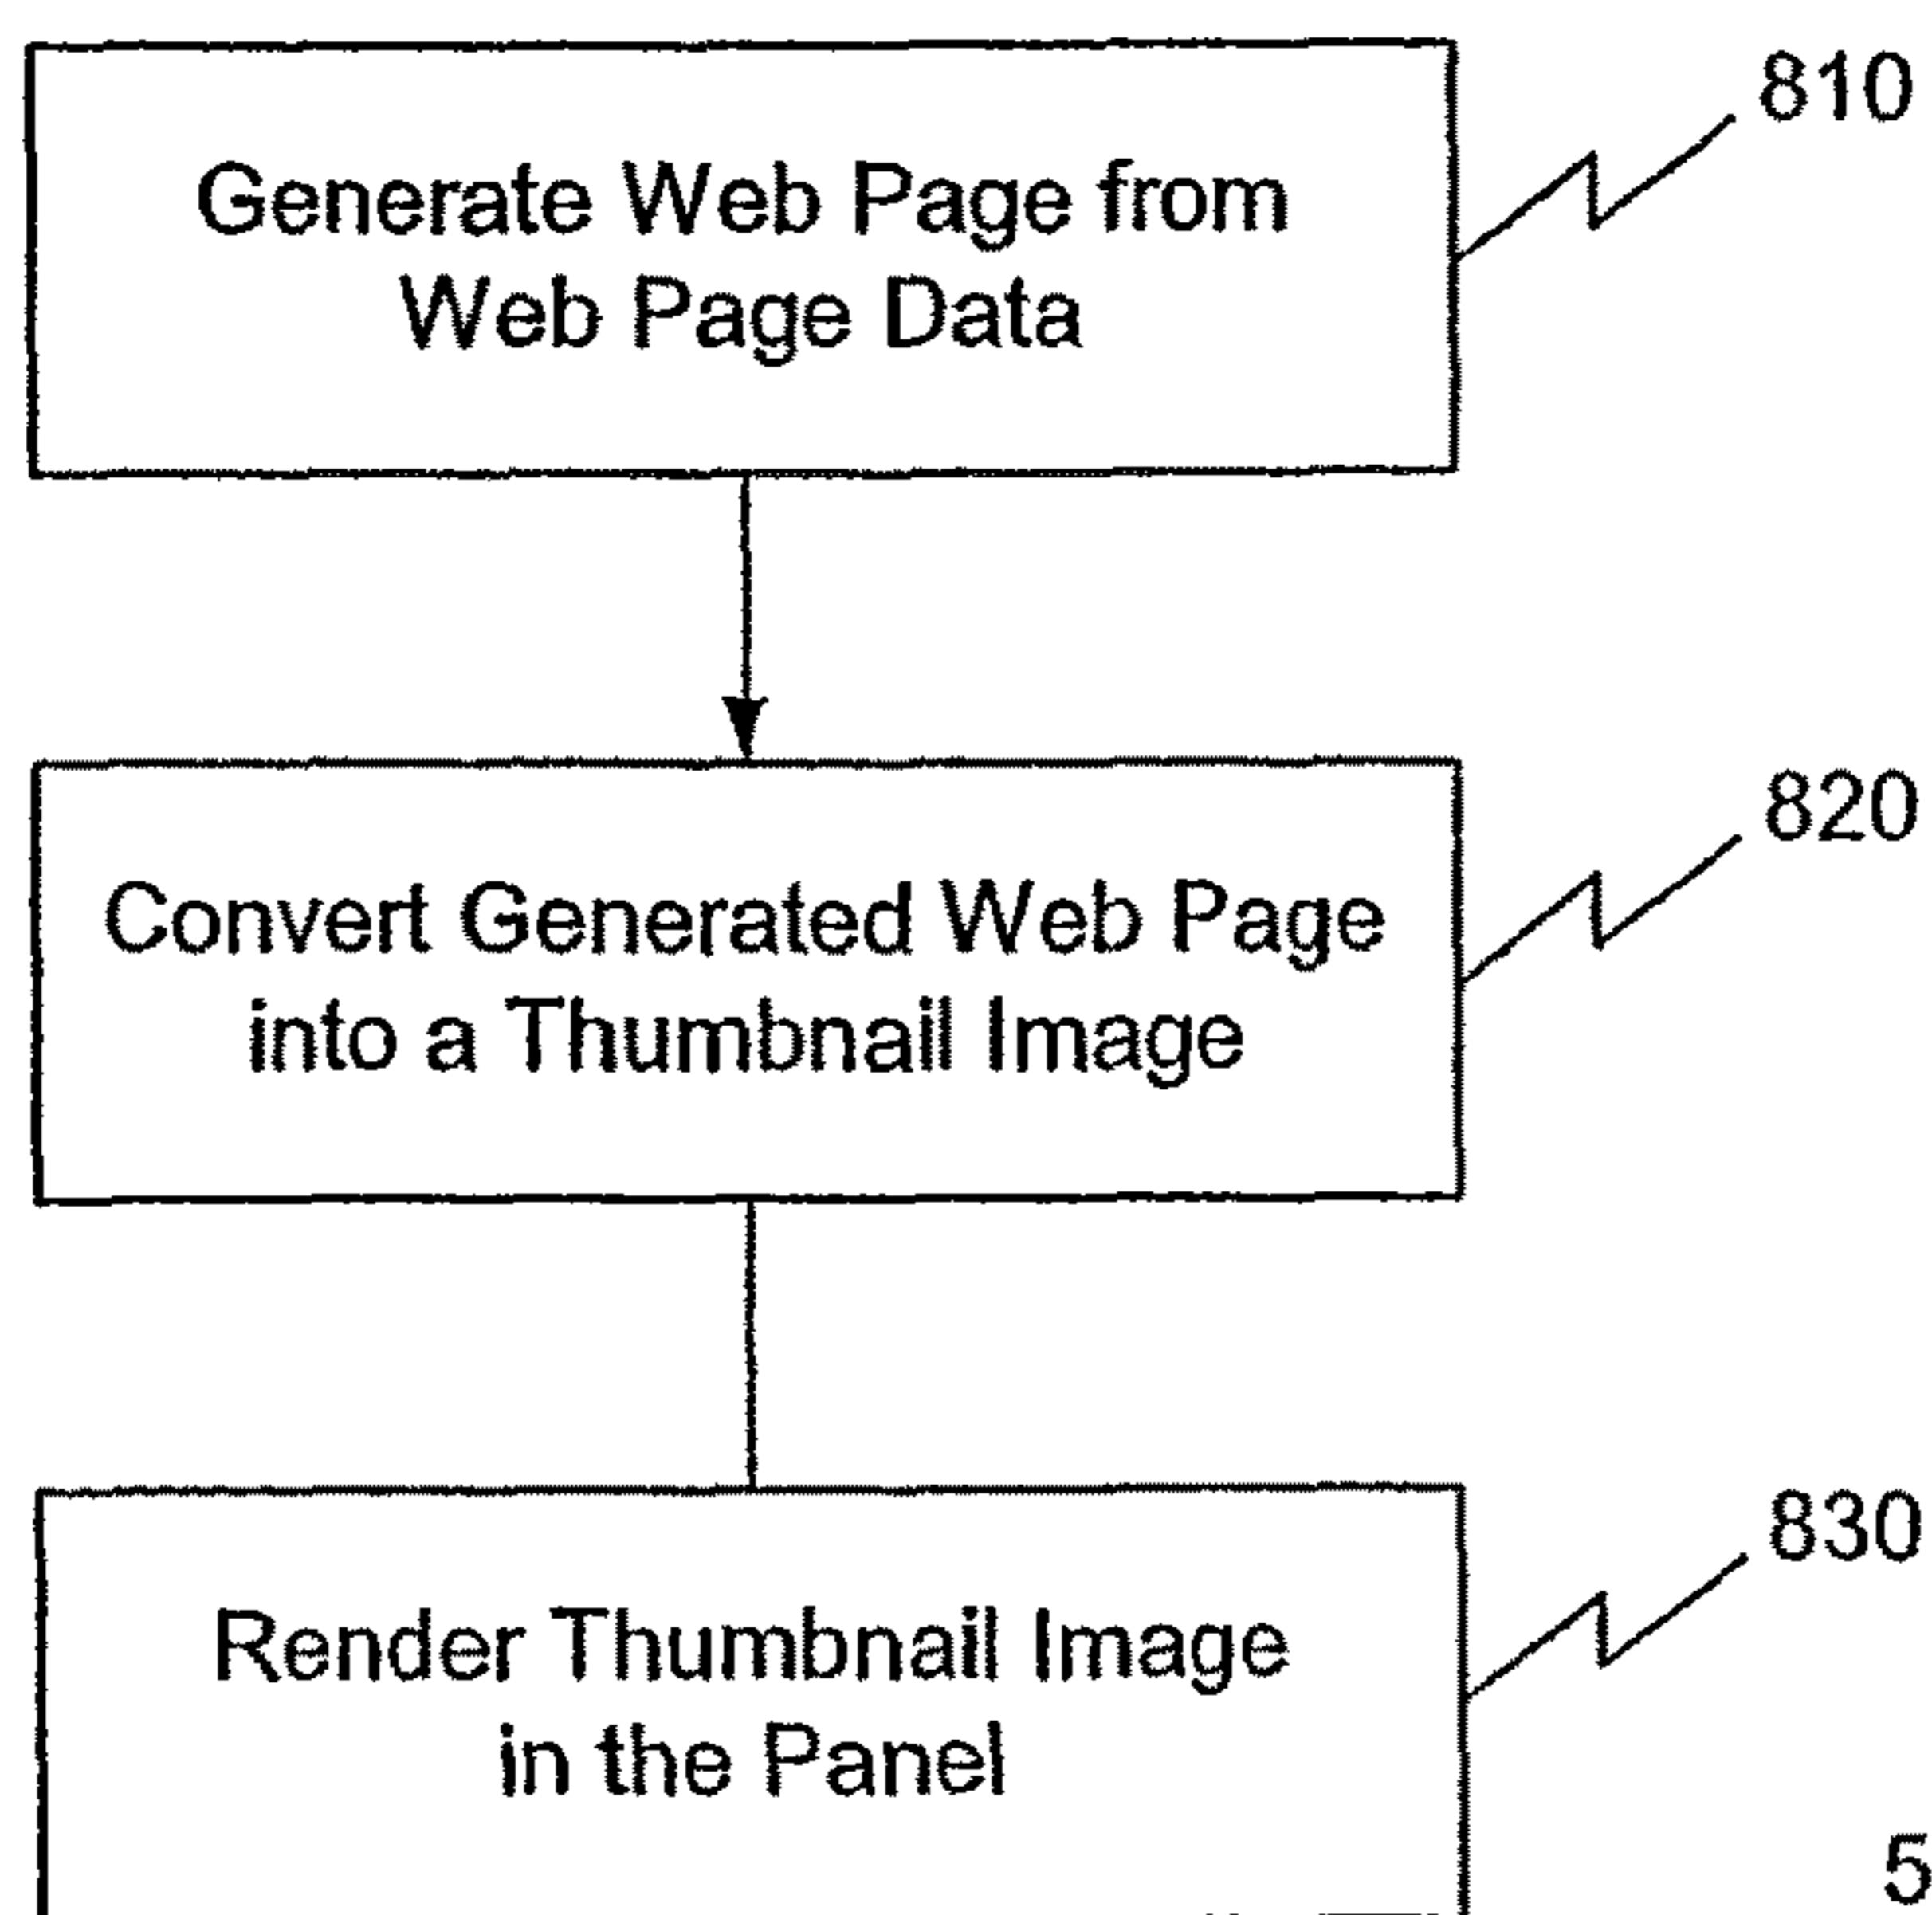 810
Generate Web Page from
Web Page Data
820
Convert Generated Web Page
into a Thumbnail Image
830
Render Thumbnail Image
in the Panel
5